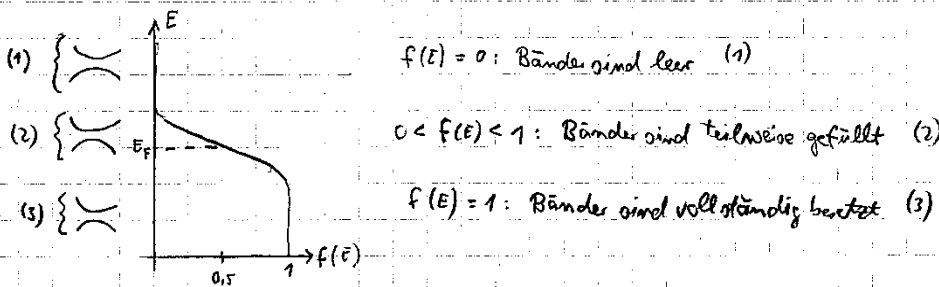 E
(1) f(E) = 0 : Bänder sind leer (1)
(2) E_F 0 < f(E) < 1 : Bänder sind teilweise gefüllt (2)
(3) f(E) = 1 : Bänder sind vollständig besetzt (3)
0,5 1 f(E)